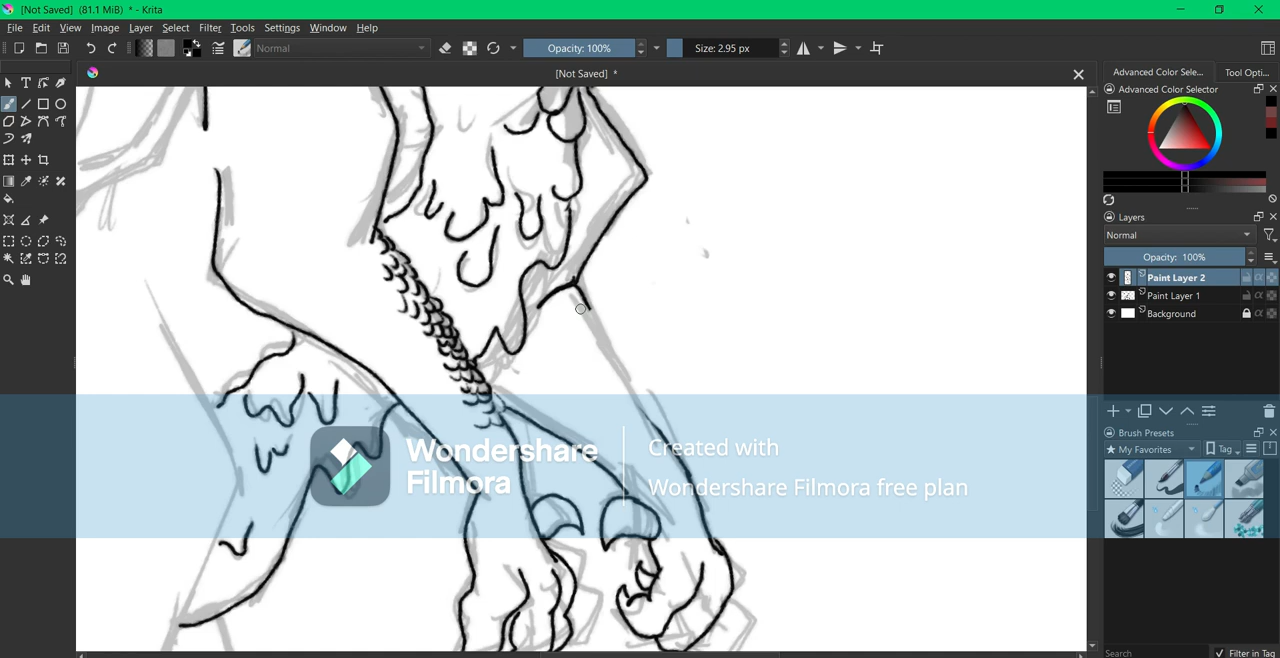 [Not Saved] (81.1 MiB) * - Krita
File Edit View Image Layer Select Filter Tools Settings Window Help
Normal Opacity: 100% Size: 2.95 px
[Not Saved] *
Advanced Color Sele... Tool Opti...
Advanced Color Selector
Layers
Normal
Opacity: 100%
Paint Layer 2
Paint Layer 1
Background
Brush Presets
My Favorites Tag
Wondershare
Filmora
Created with
Wondershare Filmora free plan
Search Filter in Tag